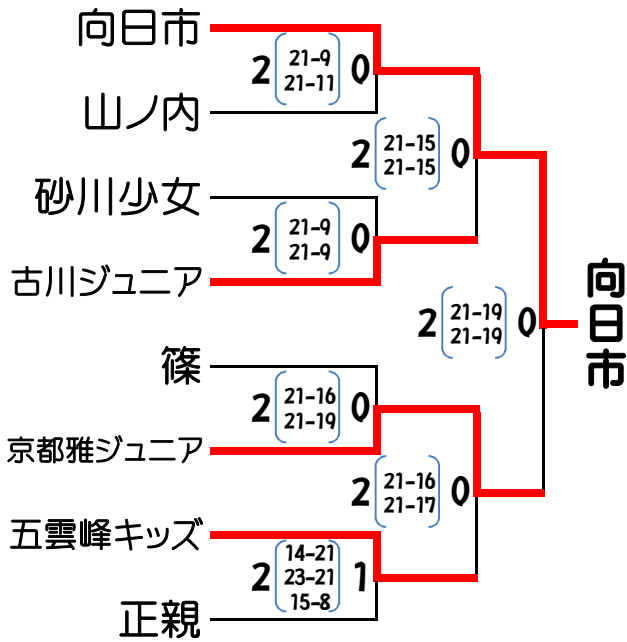 向日市
2 21-9 0
21-11
山ノ内
2 21-15 0
21-15
砂川少女
2 21-9 0
21-9
古川ジュニア
2 21-19 0
21-19
向日市
篠
2 21-16 0
21-19
京都雅ジュニア
2 21-16 0
21-17
五雲峰キッズ
14-21
2 23-21 1
15-8
正親